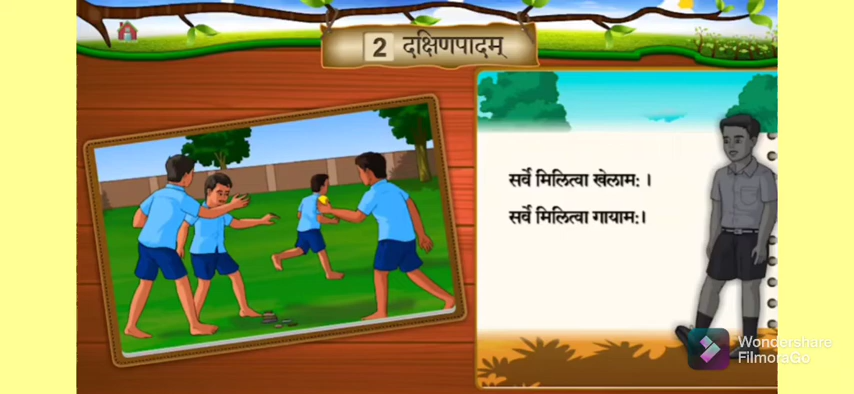 2 दक्षिणपादम्
सर्वे मिलित्वा खेलाम: ।
सर्वे मिलित्वा गायाम:।
Wondershare
FilmoraGo